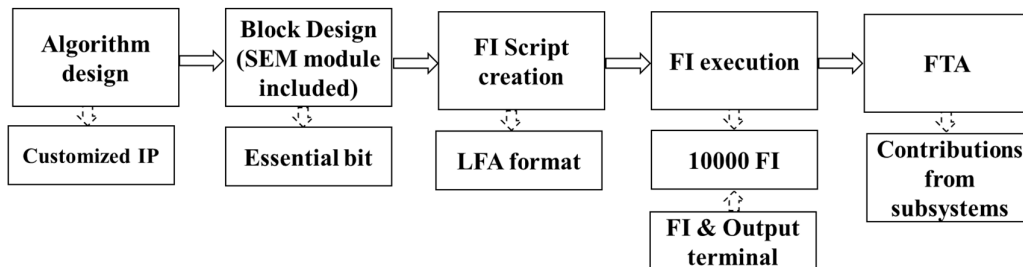 Algorithm
design
Block Design
(SEM module
included)
FI Script
creation
FI execution
FTA
Customized IP
Essential bit
LFA format
10000 FI
Contributions
from
subsystems
FI & Output
terminal